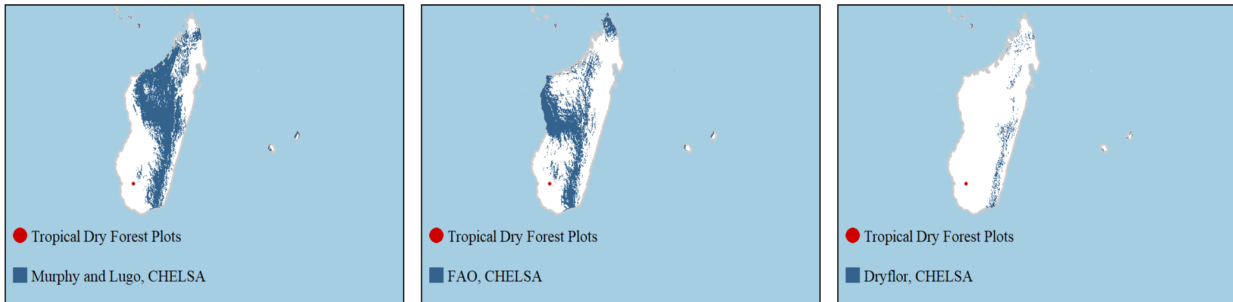 Tropical Dry Forest Plots
Murphy and Lugo, CHELSA
Tropical Dry Forest Plots
FAO, CHELSA
Tropical Dry Forest Plots
Dryflor, CHELSA